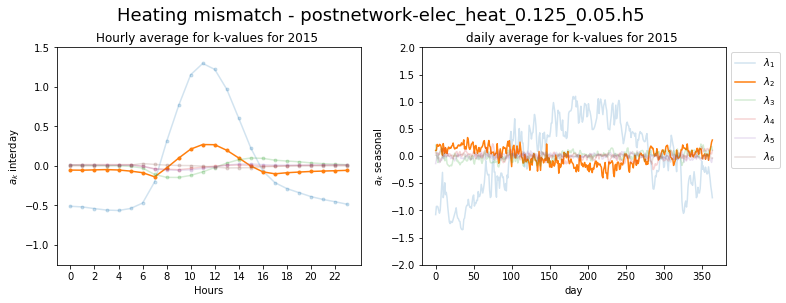 Heating mismatch - postnetwork-elec_heat_0.125_0.05.h5
Hourly average for k-values for 2015
1.5
1.0
0.5
0.0
−0.5
−1.0
a_k interday
0 2 4 6 8 10 12 14 16 18 20 22
Hours
daily average for k-values for 2015
2.0
1.5
1.0
0.5
0.0
−0.5
−1.0
−1.5
−2.0
a_k seasonal
0 50 100 150 200 250 300 350
day
λ₁
λ₂
λ₃
λ₄
λ₅
λ₆